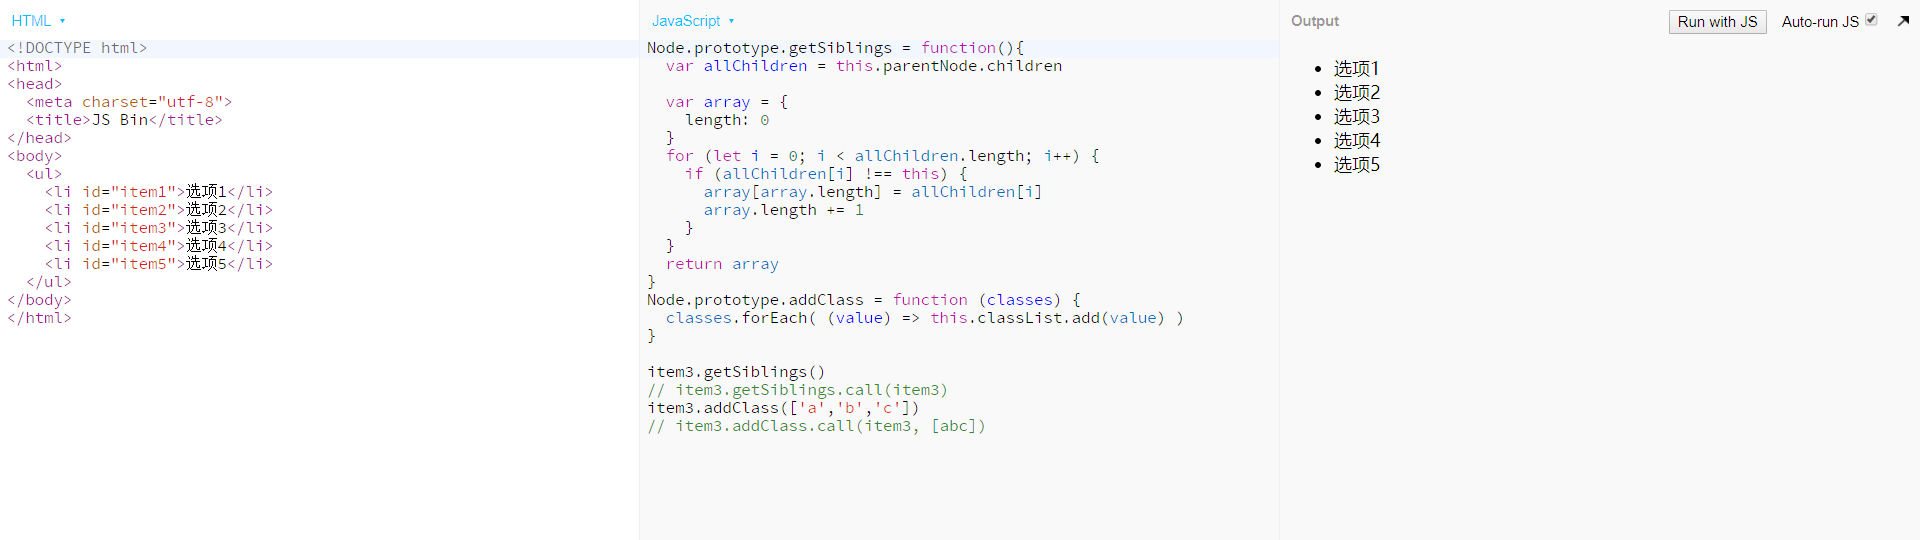 HTML ▾
<!DOCTYPE html>
<html>
<head>
  <meta charset="utf-8">
  <title>JS Bin</title>
</head>
<body>
  <ul>
    <li id="item1">选项1</li>
    <li id="item2">选项2</li>
    <li id="item3">选项3</li>
    <li id="item4">选项4</li>
    <li id="item5">选项5</li>
  </ul>
</body>
</html>
JavaScript ▾
Node.prototype.getSiblings = function(){
  var allChildren = this.parentNode.children

  var array = {
    length: 0
  }
  for (let i = 0; i < allChildren.length; i++) {
    if (allChildren[i] !== this) {
      array[array.length] = allChildren[i]
      array.length += 1
    }
  }
  return array
}
Node.prototype.addClass = function (classes) {
  classes.forEach( (value) => this.classList.add(value) )
}

item3.getSiblings()
// item3.getSiblings.call(item3)
item3.addClass(['a','b','c'])
// item3.addClass.call(item3, [abc])
Output
Run with JS
Auto-run JS
• 选项1
• 选项2
• 选项3
• 选项4
• 选项5